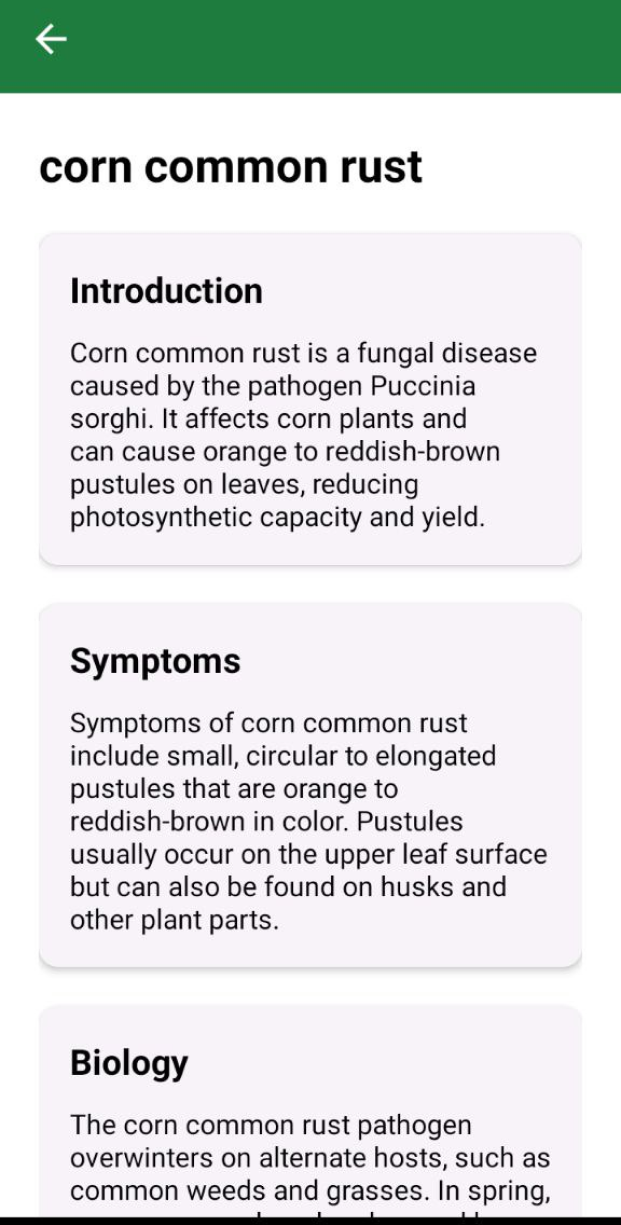 corn common rust
Introduction
Corn common rust is a fungal disease
caused by the pathogen Puccinia
sorghi. It affects corn plants and
can cause orange to reddish-brown
pustules on leaves, reducing
photosynthetic capacity and yield.
Symptoms
Symptoms of corn common rust
include small, circular to elongated
pustules that are orange to
reddish-brown in color. Pustules
usually occur on the upper leaf surface
but can also be found on husks and
other plant parts.
Biology
The corn common rust pathogen
overwinters on alternate hosts, such as
common weeds and grasses. In spring,